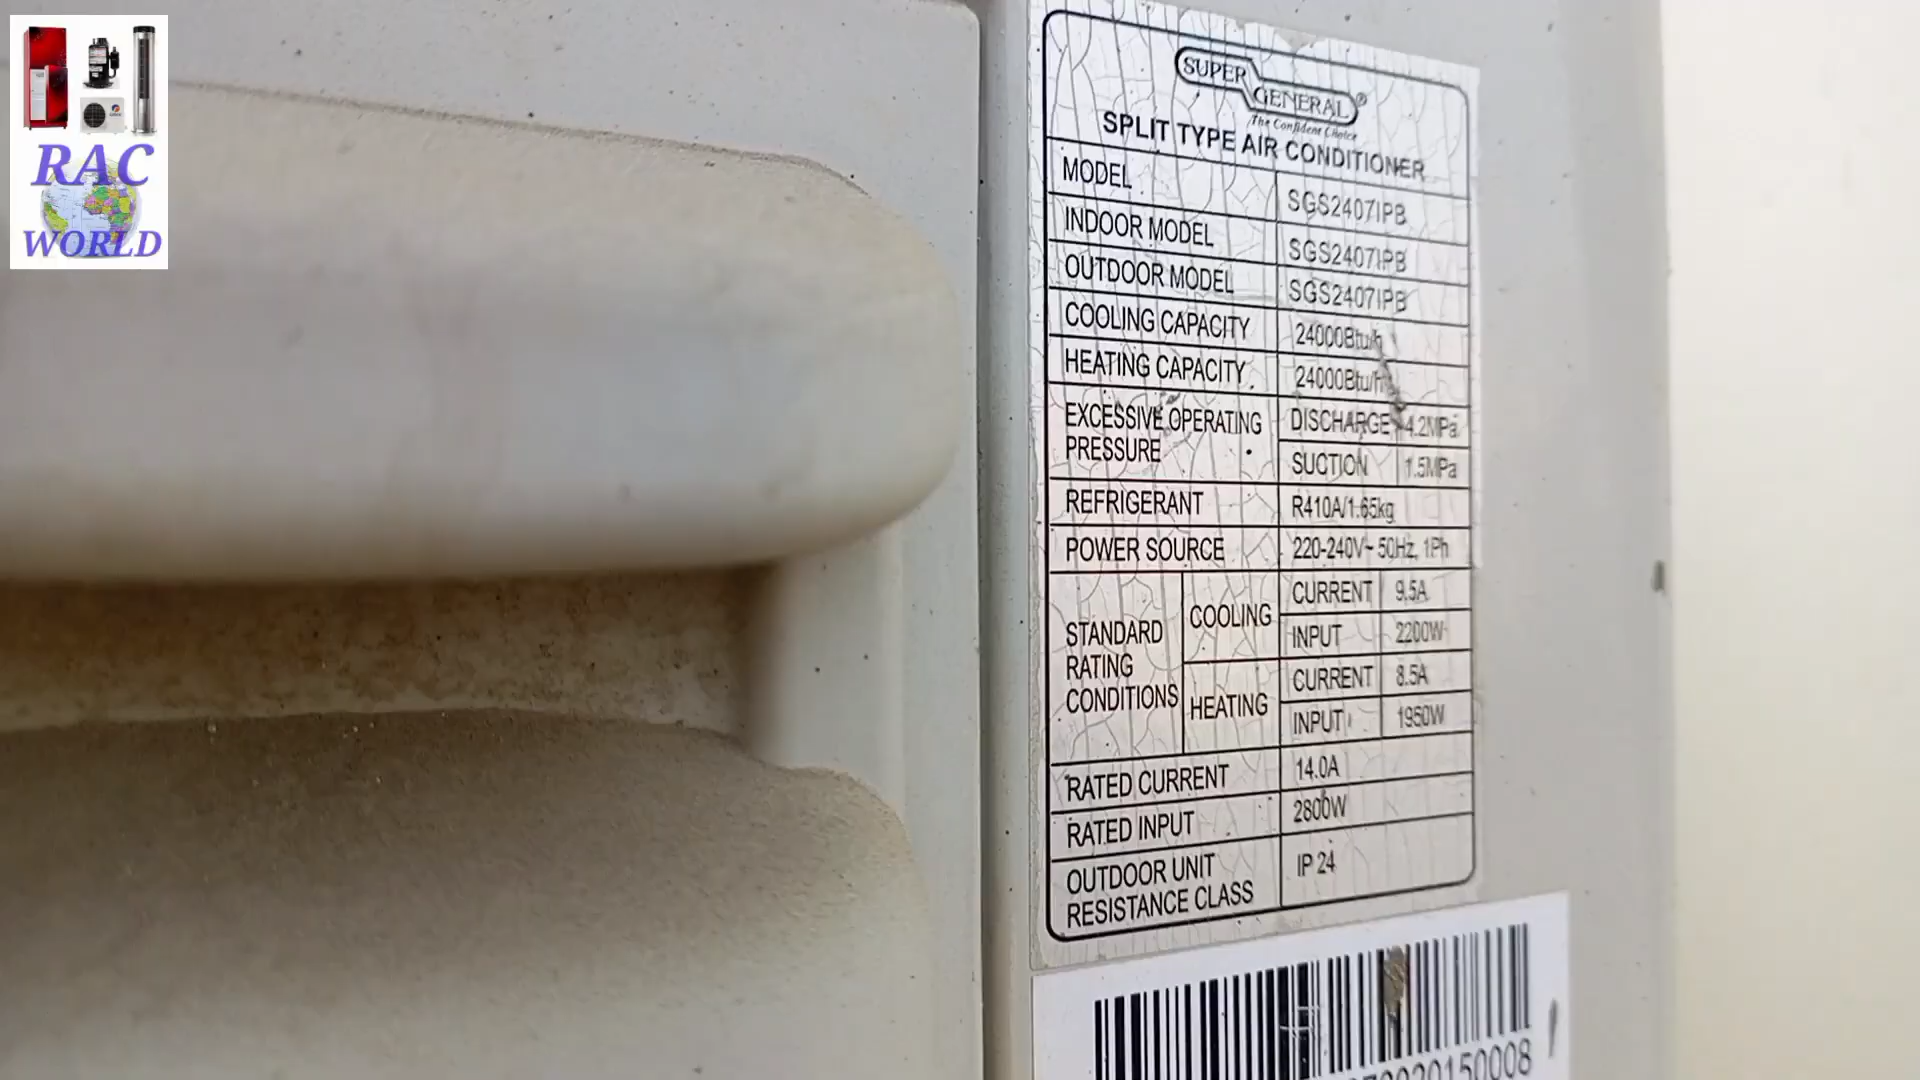 RAC
WORLD
SUPER
GENERAL®
The Confident Choice
SPLIT TYPE AIR CONDITIONER
MODEL SGS2407IPB
INDOOR MODEL SGS2407IPB
OUTDOOR MODEL SGS2407IPB
COOLING CAPACITY 24000Btu/h
HEATING CAPACITY 24000Btu/h
EXCESSIVE OPERATING PRESSURE DISCHARGE 4.2MPa
SUCTION 1.5MPa
REFRIGERANT R410A/1.65kg
POWER SOURCE 220-240V~ 50Hz, 1Ph
STANDARD RATING CONDITIONS COOLING CURRENT 9.5A
INPUT 2200W
HEATING CURRENT 8.5A
INPUT 1950W
RATED CURRENT 14.0A
RATED INPUT 2800W
OUTDOOR UNIT RESISTANCE CLASS IP 24